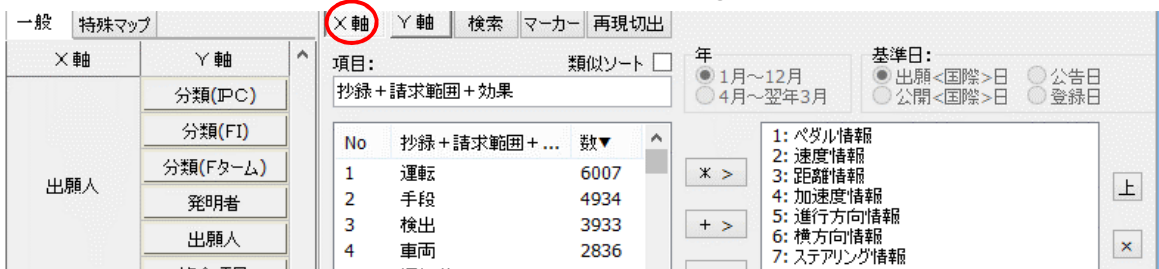 一般 特殊マップ
X軸 Y軸
分類(IPC)
分類(FI)
分類(Fターム)
出願人
発明者
出願人
X軸 Y軸 検索 マーカー 再現切出
項目: 類似ソート
抄録+請求範囲+効果
No 抄録+請求範囲+... 数▼
1 運転 6007
2 手段 4934
3 検出 3933
4 車両 2836
年
1月~12月
4月~翌年3月
基準日:
出願<国際>日 公告日
公開<国際>日 登録日
* >
+ >
1: ペダル情報
2: 速度情報
3: 距離情報
4: 加速度情報
5: 進行方向情報
6: 横方向情報
7: ステアリング情報
上
×